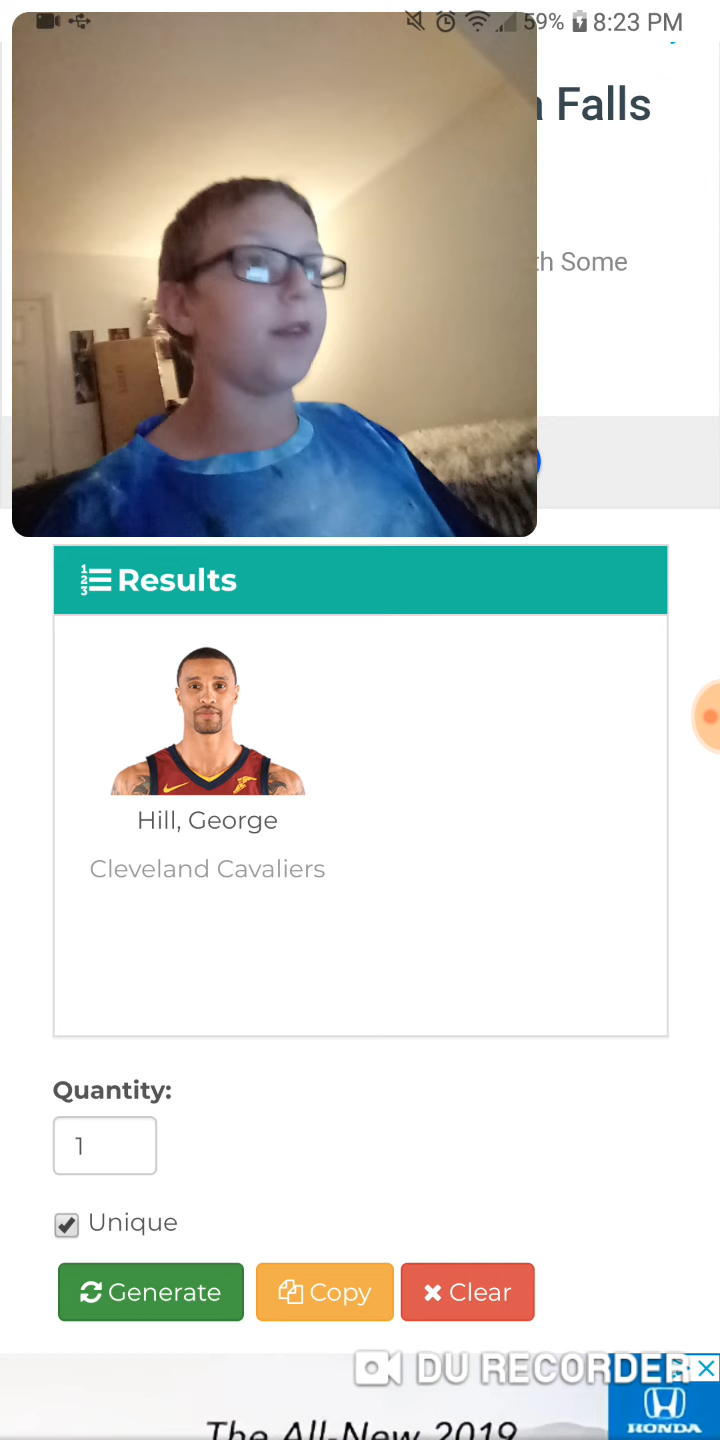 59% 8:23 PM
Falls
Some
Results
Hill, George
Cleveland Cavaliers
Quantity:
1
Unique
Generate Copy Clear
DU RECORDER
The All-New 2019
HONDA